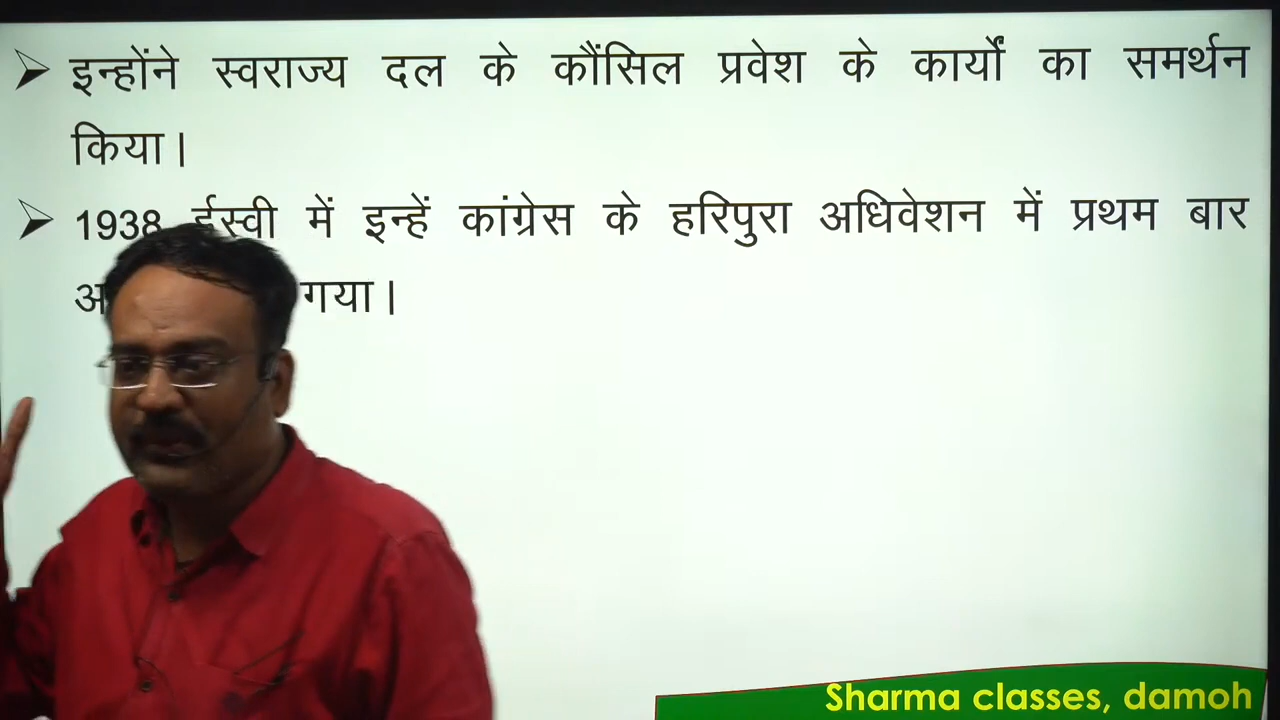 इन्होंने स्वराज्य दल के कौंसिल प्रवेश के कार्यों का समर्थन
किया।
1938 ईस्वी में इन्हें कांग्रेस के हरिपुरा अधिवेशन में प्रथम बार
गया।
Sharma classes, damoh